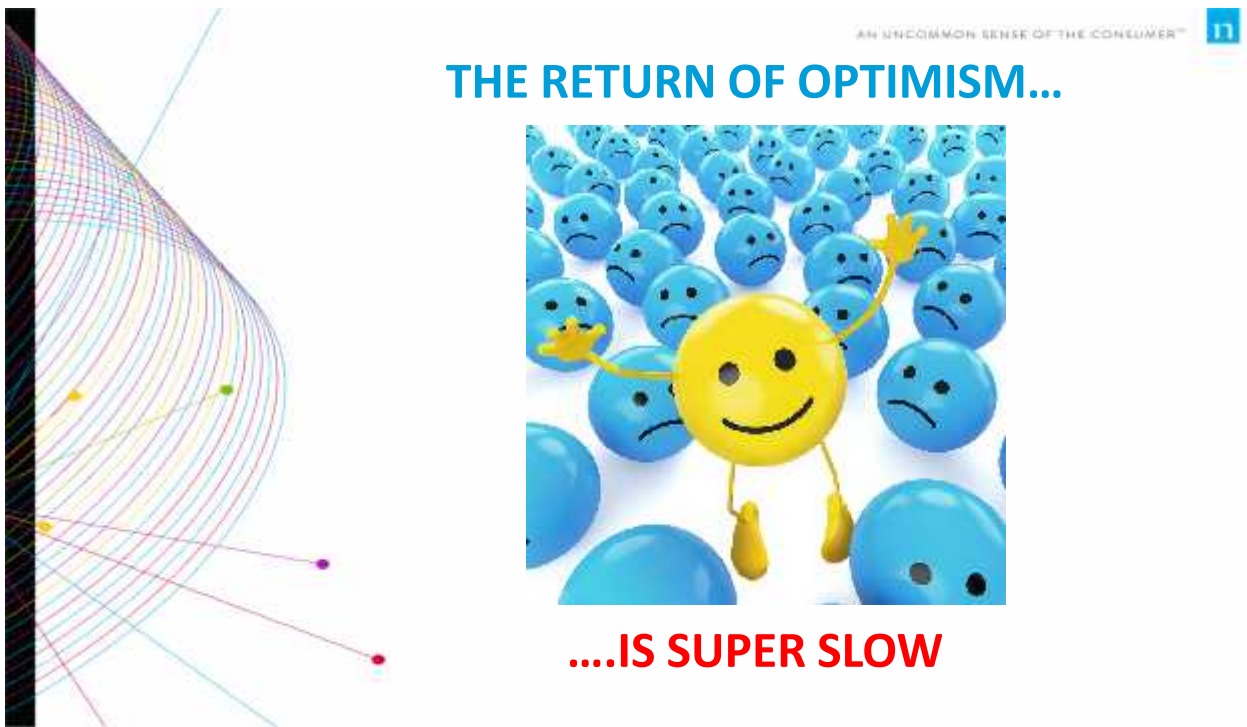 AN UNCOMMON SENSE OF THE CONSUMER™
n
THE RETURN OF OPTIMISM…
….IS SUPER SLOW